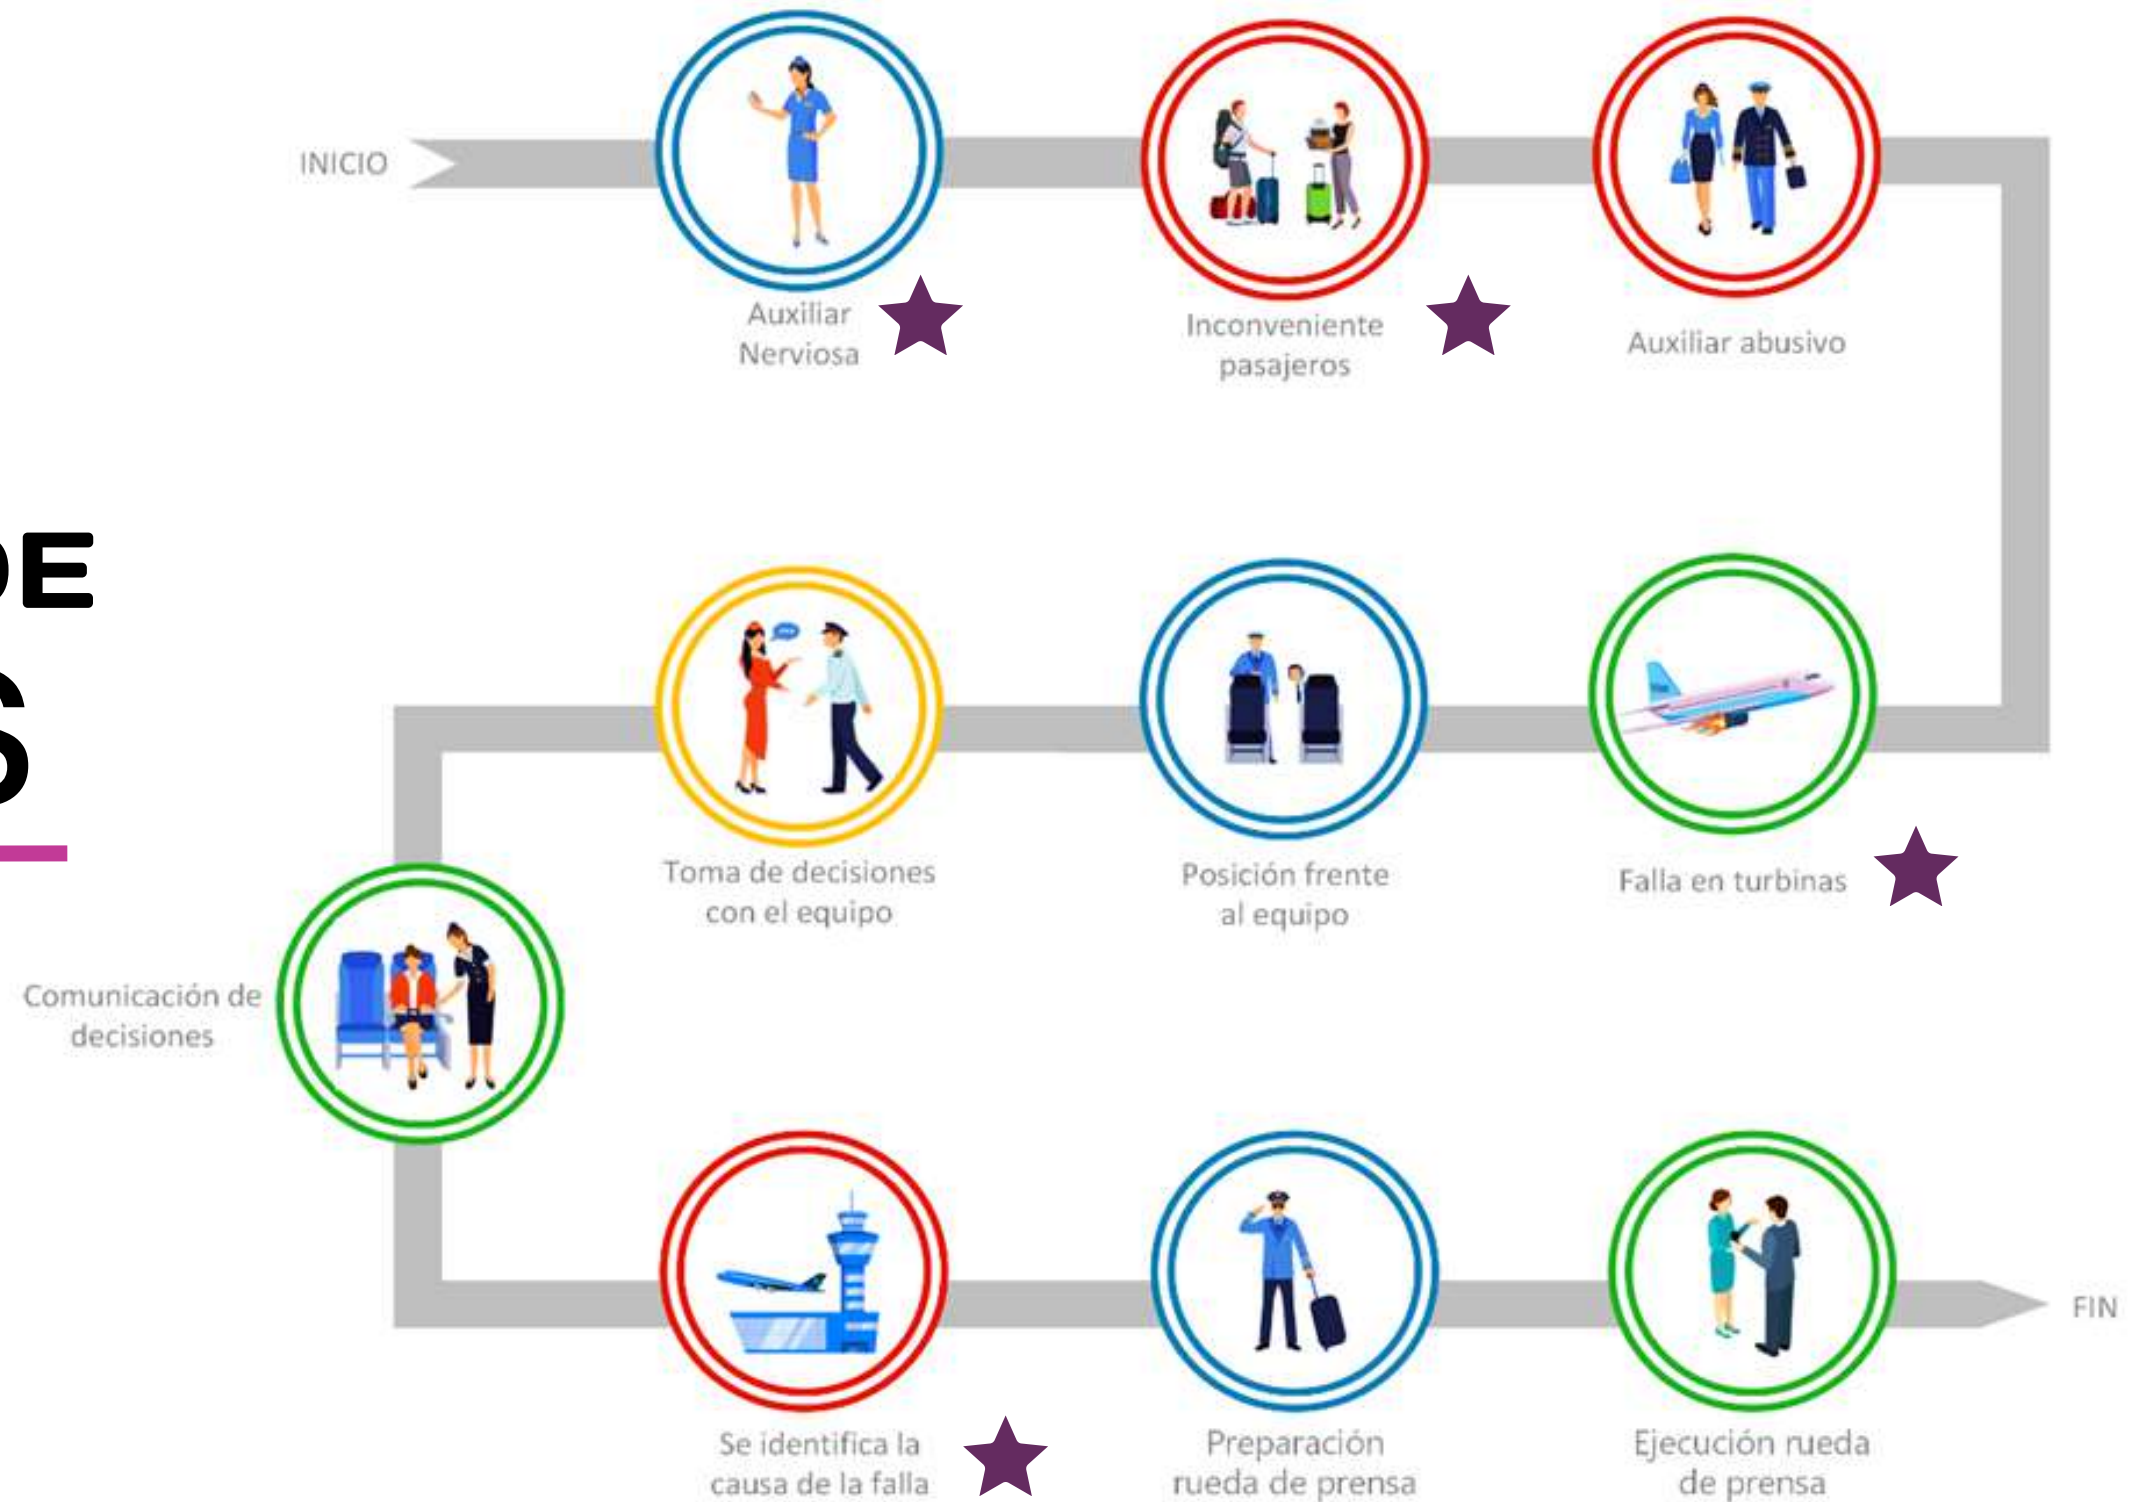 INICIO
Auxiliar
Nerviosa
Inconveniente
pasajeros
Auxiliar abusivo
DE
S
Toma de decisiones
con el equipo
Posición frente
al equipo
Falla en turbinas
Comunicación de
decisiones
Se identifica la
causa de la falla
Preparación
rueda de prensa
Ejecución rueda
de prensa
FIN